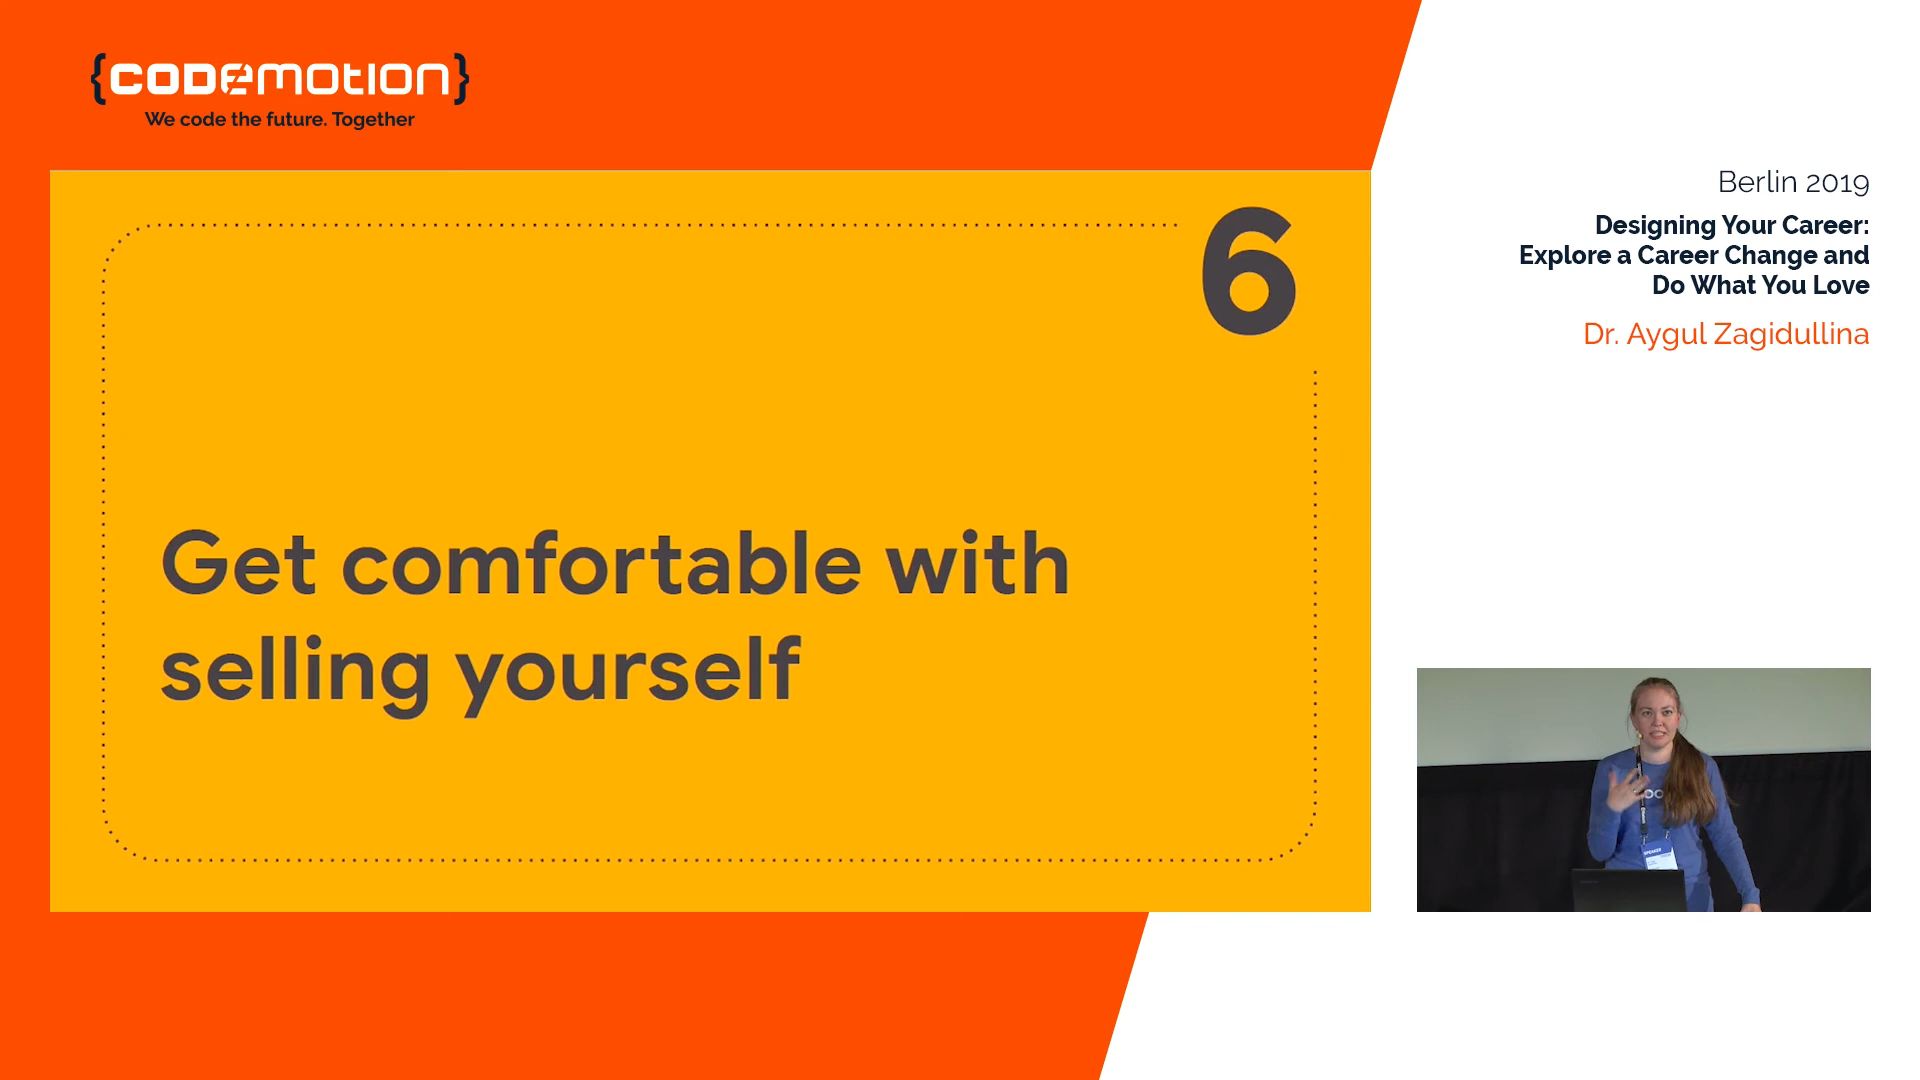 {codemotion}
We code the future. Together
6
Get comfortable with
selling yourself
Berlin 2019
Designing Your Career:
Explore a Career Change and
Do What You Love
Dr. Aygul Zagidullina
SPEAKER